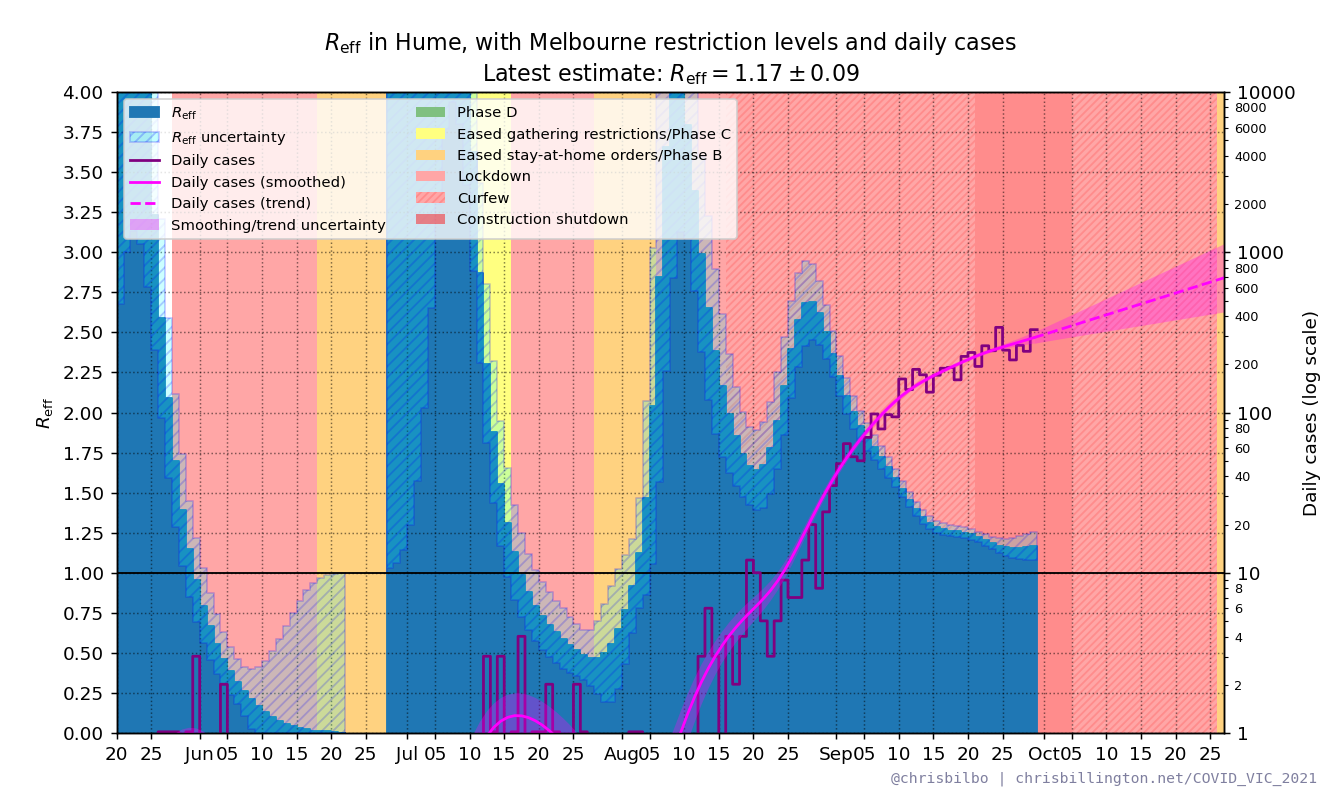 R_eff in Hume, with Melbourne restriction levels and daily cases
Latest estimate: R_eff = 1.17 ± 0.09
R_eff
R_eff uncertainty
Daily cases
Daily cases (smoothed)
Daily cases (trend)
Smoothing/trend uncertainty
Phase D
Eased gathering restrictions/Phase C
Eased stay-at-home orders/Phase B
Lockdown
Curfew
Construction shutdown
R_eff
4.00
3.75
3.50
3.25
3.00
2.75
2.50
2.25
2.00
1.75
1.50
1.25
1.00
0.75
0.50
0.25
0.00
10000
8000
6000
4000
2000
1000
800
600
400
200
100
80
60
40
20
10
8
6
4
2
1
Daily cases (log scale)
20 25 Jun 05 10 15 20 25 Jul 05 10 15 20 25 Aug 05 10 15 20 25 Sep 05 10 15 20 25 Oct 05 10 15 20 25
@chrisbilbo | chrisbillington.net/COVID_VIC_2021